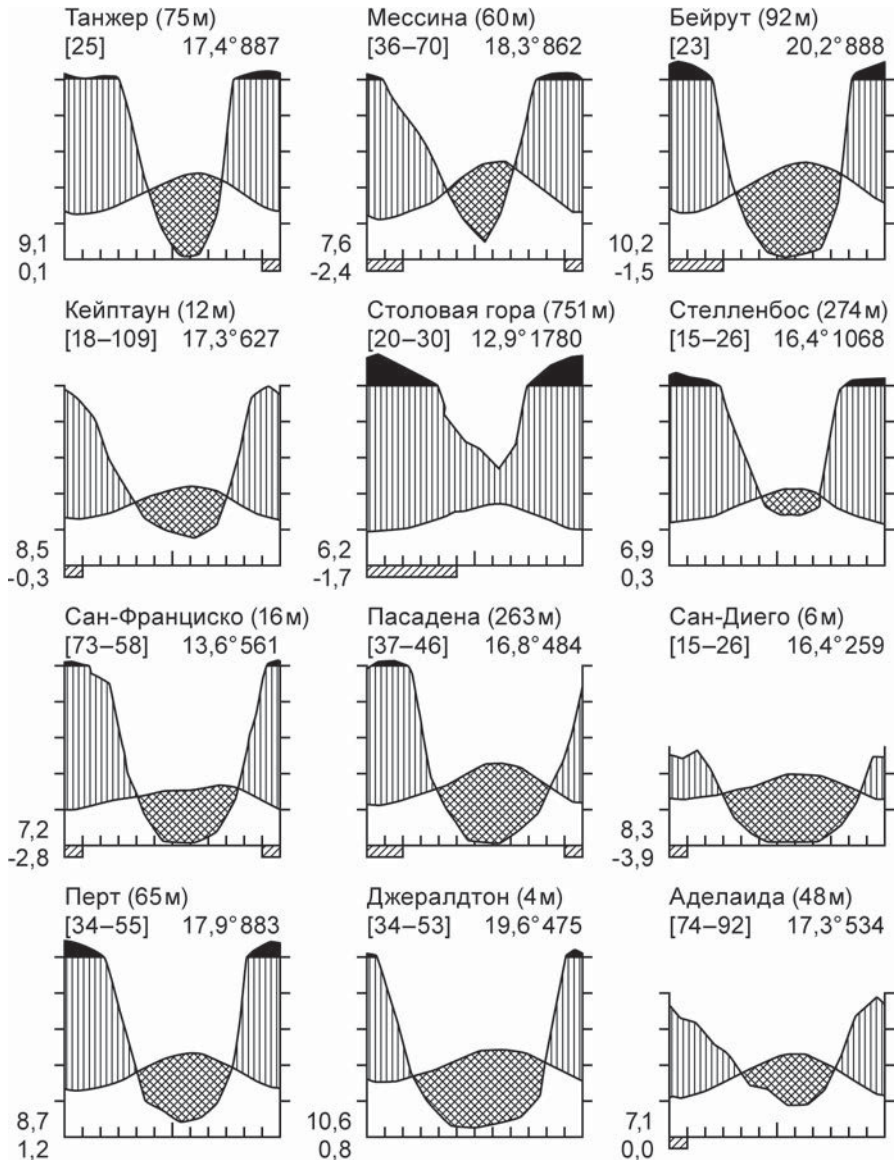 Танжер (75 м)
[25] 17,4° 887
9,1
0,1
Мессина (60 м)
[36–70] 18,3° 862
7,6
-2,4
Бейрут (92 м)
[23] 20,2° 888
10,2
-1,5
Кейптаун (12 м)
[18–109] 17,3° 627
8,5
-0,3
Столовая гора (751 м)
[20–30] 12,9° 1780
6,2
-1,7
Стелленбос (274 м)
[15–26] 16,4° 1068
6,9
0,3
Сан-Франциско (16 м)
[73–58] 13,6° 561
7,2
-2,8
Пасадена (263 м)
[37–46] 16,8° 484
Сан-Диего (6 м)
[15–26] 16,4° 259
8,3
-3,9
Перт (65 м)
[34–55] 17,9° 883
8,7
1,2
Джералдтон (4 м)
[34–53] 19,6° 475
10,6
0,8
Аделаида (48 м)
[74–92] 17,3° 534
7,1
0,0